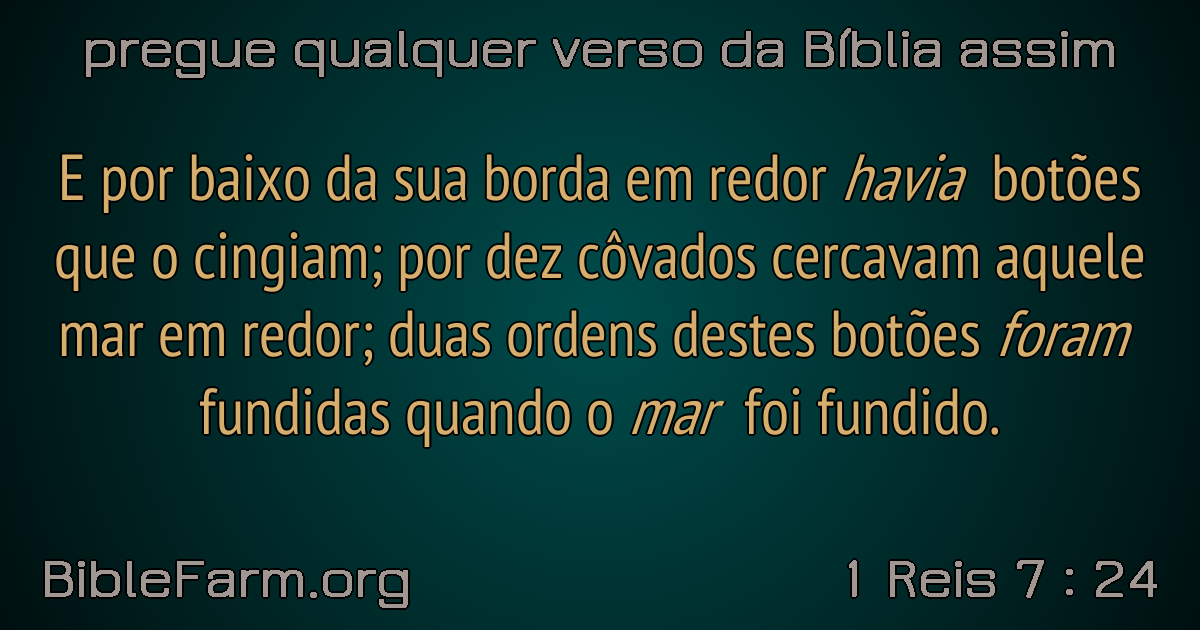 pregue qualquer verso da Bíblia assim
E por baixo da sua borda em redor havia botões
que o cingiam; por dez côvados cercavam aquele
mar em redor; duas ordens destes botões foram
fundidas quando o mar foi fundido.
BibleFarm.org
1 Reis 7 : 24